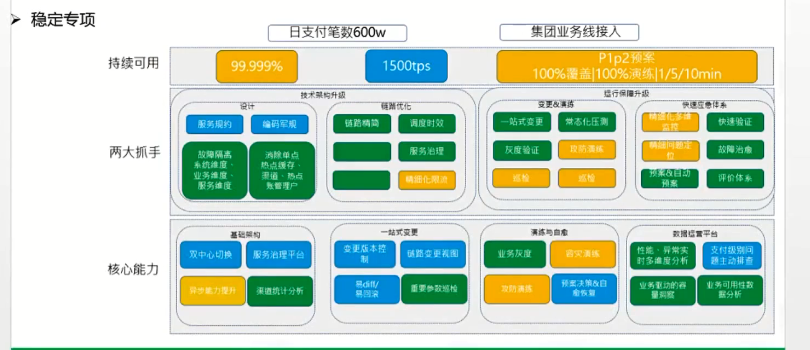 稳定专项
日支付笔数600w
集团业务线接入
持续可用
99.999%
1500tps
P1p2预案
100%覆盖|100%演练|1/5/10min
两大抓手
技术架构升级
设计
服务规约
编码军规
故障隔离
系统维度、
业务维度、
服务维度
消除单点
热点缓存、
渠道、热点
账管理户
链路优化
链路精简
调度时效
服务治理
精细化限流
运行保障升级
变更&演练
一站式变更
常态化压测
灰度验证
攻防演练
巡检
巡检
快速应急体系
精细化多维
监控
快速验证
精细问题定
位
故障治愈
预案&自动
预案
评价体系
核心能力
基础架构
双中心切换
服务治理平台
异步能力提升
渠道统计分析
一站式变更
变更版本控
制
链路变更视图
易diff/
易回滚
重要参数巡检
演练与自愈
业务灰度
容灾演练
攻防演练
预案决策&自
愈恢复
数据运营平台
性能、异常实
时多维度分析
支付级别问
题主动排查
业务驱动的容
量洞察
业务可用性数
据分析